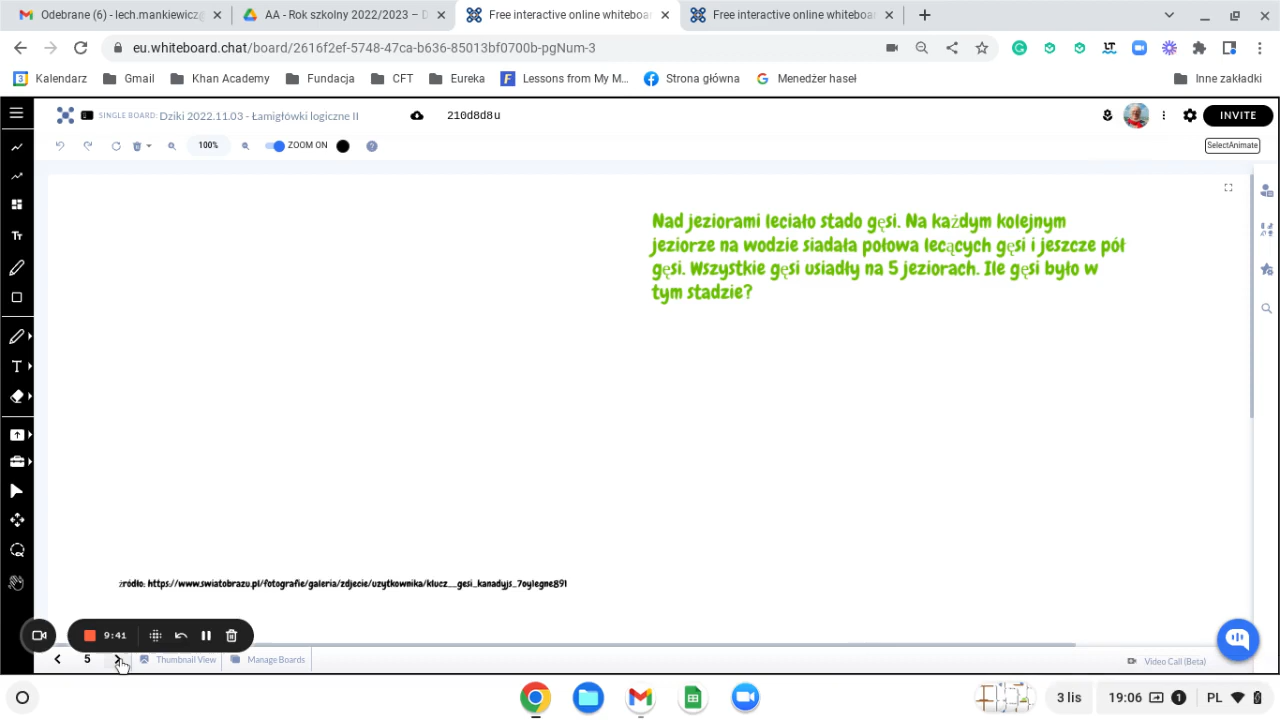 Odebrane (6) - lech.mankiewicz@
AA - Rok szkolny 2022/2023 – D
Free interactive online whiteboa
Free interactive online whiteboar
eu.whiteboard.chat/board/2616f2ef-5748-47ca-b636-85013bf0700b-pgNum-3
Kalendarz
Gmail
Khan Academy
Fundacja
CFT
Eureka
Lessons from My M...
Strona główna
Menedżer haseł
Inne zakładki
SINGLE BOARD: Dziki 2022.11.03 - Łamigłówki logiczne II
210d8d8u
INVITE
100%
ZOOM ON
SelectAnimate
Nad jeziorami leciało stado gęsi. Na każdym kolejnym
jeziorze na wodzie siadała połowa lecących gęsi i jeszcze pół
gęsi. Wszystkie gęsi usiadły na 5 jeziorach. Ile gęsi było w
tym stadzie?
źródło: https://www.swiatobrazu.pl/fotografie/galeria/zdjecie/uzytkownika/klucz__gesi_kanadyjs_7oylegne891
9:41
5
Thumbnail View
Manage Boards
Video Call (Beta)
3 lis
19:06
1
PL